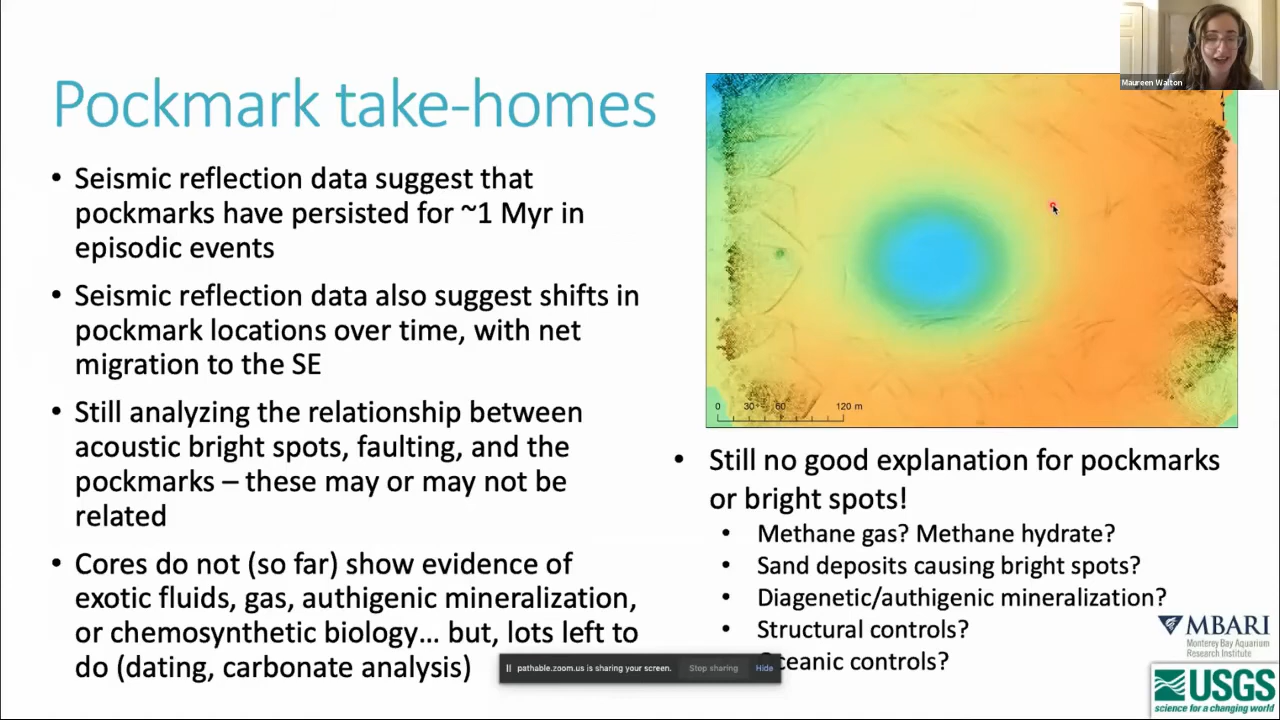 Maureen Walton
Pockmark take-homes
• Seismic reflection data suggest that
pockmarks have persisted for ~1 Myr in
episodic events
• Seismic reflection data also suggest shifts in
pockmark locations over time, with net
migration to the SE
• Still analyzing the relationship between
acoustic bright spots, faulting, and the
pockmarks – these may or may not be
related
• Cores do not (so far) show evidence of
exotic fluids, gas, authigenic mineralization,
or chemosynthetic biology… but, lots left to
do (dating, carbonate analysis)
0 30 60 120 m
• Still no good explanation for pockmarks
or bright spots!
• Methane gas? Methane hydrate?
• Sand deposits causing bright spots?
• Diagenetic/authigenic mineralization?
• Structural controls?
ceanic controls?
pathable.zoom.us is sharing your screen. Stop sharing Hide
MBARI
Monterey Bay Aquarium
Research Institute
USGS
science for a changing world